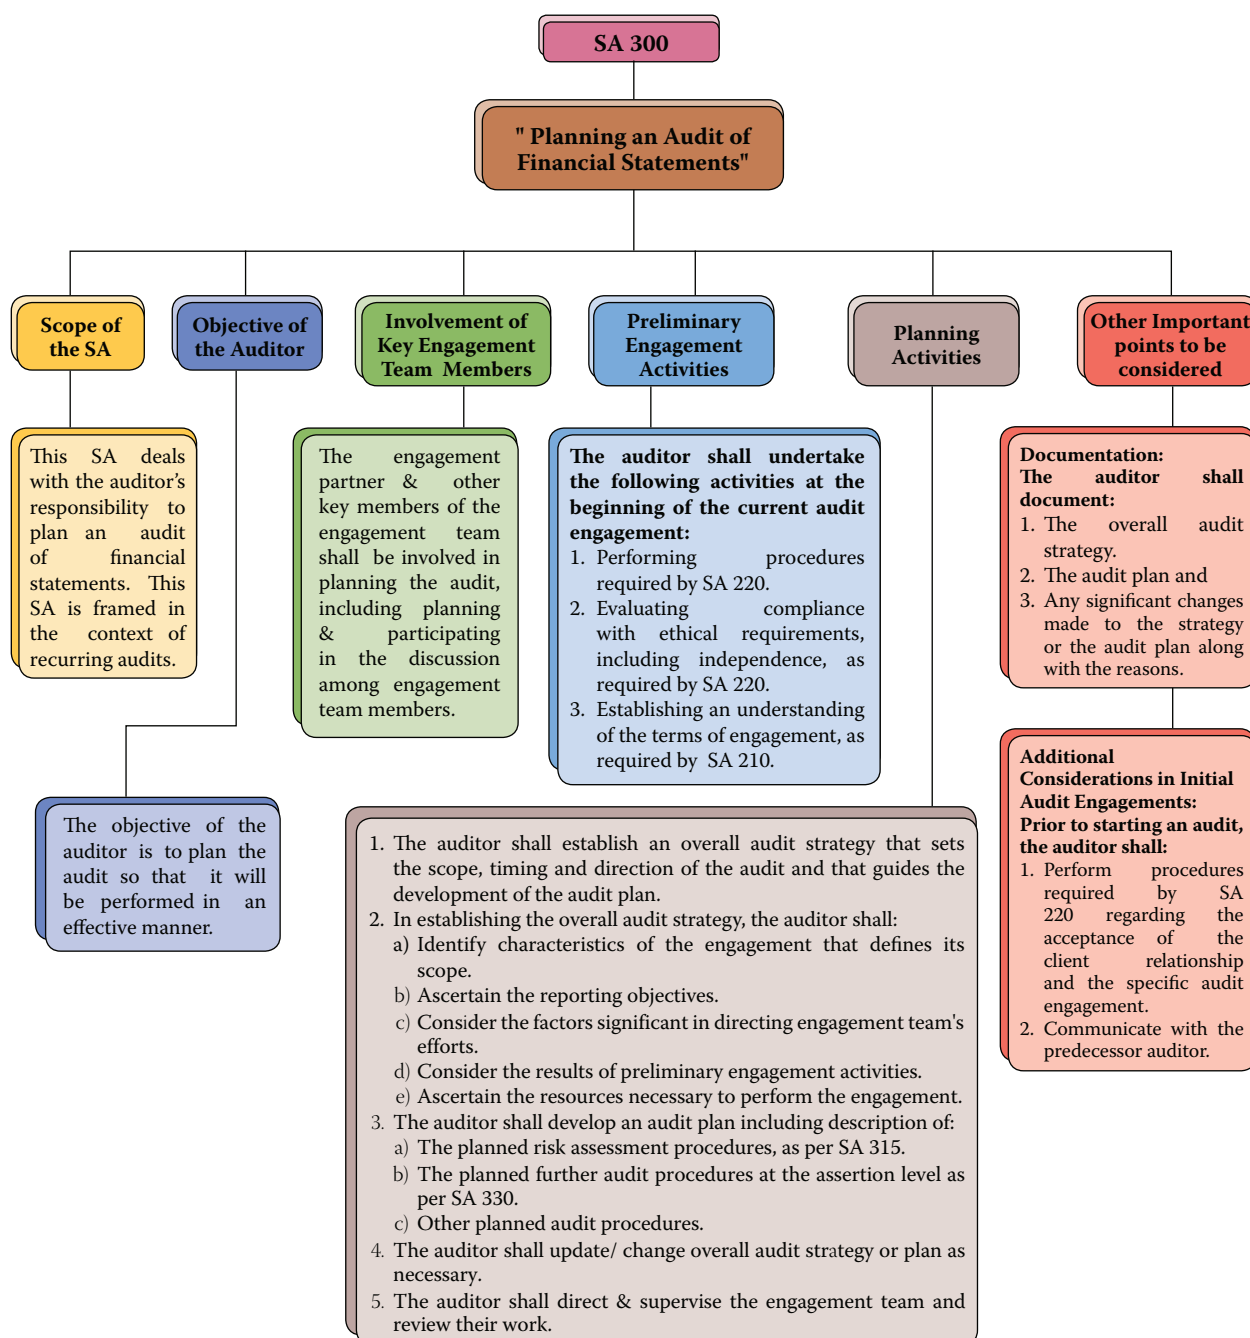 SA 300
" Planning an Audit of
Financial Statements"
Scope of
the SA
This SA deals
with the auditor's
responsibility to
plan an audit
of financial
statements. This
SA is framed in
the context of
recurring audits.
Objective of
the Auditor
The objective of the
auditor is to plan the
audit so that it will
be performed in an
effective manner.
Involvement of
Key Engagement
Team Members
The engagement
partner & other
key members of the
engagement team
shall be involved in
planning the audit,
including planning
& participating
in the discussion
among engagement
team members.
Preliminary
Engagement
Activities
The auditor shall undertake
the following activities at the
beginning of the current audit
engagement:
1. Performing procedures
required by SA 220.
2. Evaluating compliance
with ethical requirements,
including independence, as
required by SA 220.
3. Establishing an understanding
of the terms of engagement, as
required by SA 210.
Planning
Activities
1. The auditor shall establish an overall audit strategy that sets
the scope, timing and direction of the audit and that guides the
development of the audit plan.
2. In establishing the overall audit strategy, the auditor shall:
a) Identify characteristics of the engagement that defines its
scope.
b) Ascertain the reporting objectives.
c) Consider the factors significant in directing engagement team's
efforts.
d) Consider the results of preliminary engagement activities.
e) Ascertain the resources necessary to perform the engagement.
3. The auditor shall develop an audit plan including description of:
a) The planned risk assessment procedures, as per SA 315.
b) The planned further audit procedures at the assertion level as
per SA 330.
c) Other planned audit procedures.
4. The auditor shall update/ change overall audit strategy or plan as
necessary.
5. The auditor shall direct & supervise the engagement team and
review their work.
Other Important
points to be
considered
Documentation:
The auditor shall
document:
1. The overall audit
strategy.
2. The audit plan and
3. Any significant changes
made to the strategy
or the audit plan along
with the reasons.
Additional
Considerations in Initial
Audit Engagements:
Prior to starting an audit,
the auditor shall:
1. Perform procedures
required by SA
220 regarding the
acceptance of the
client relationship
and the specific audit
engagement.
2. Communicate with the
predecessor auditor.